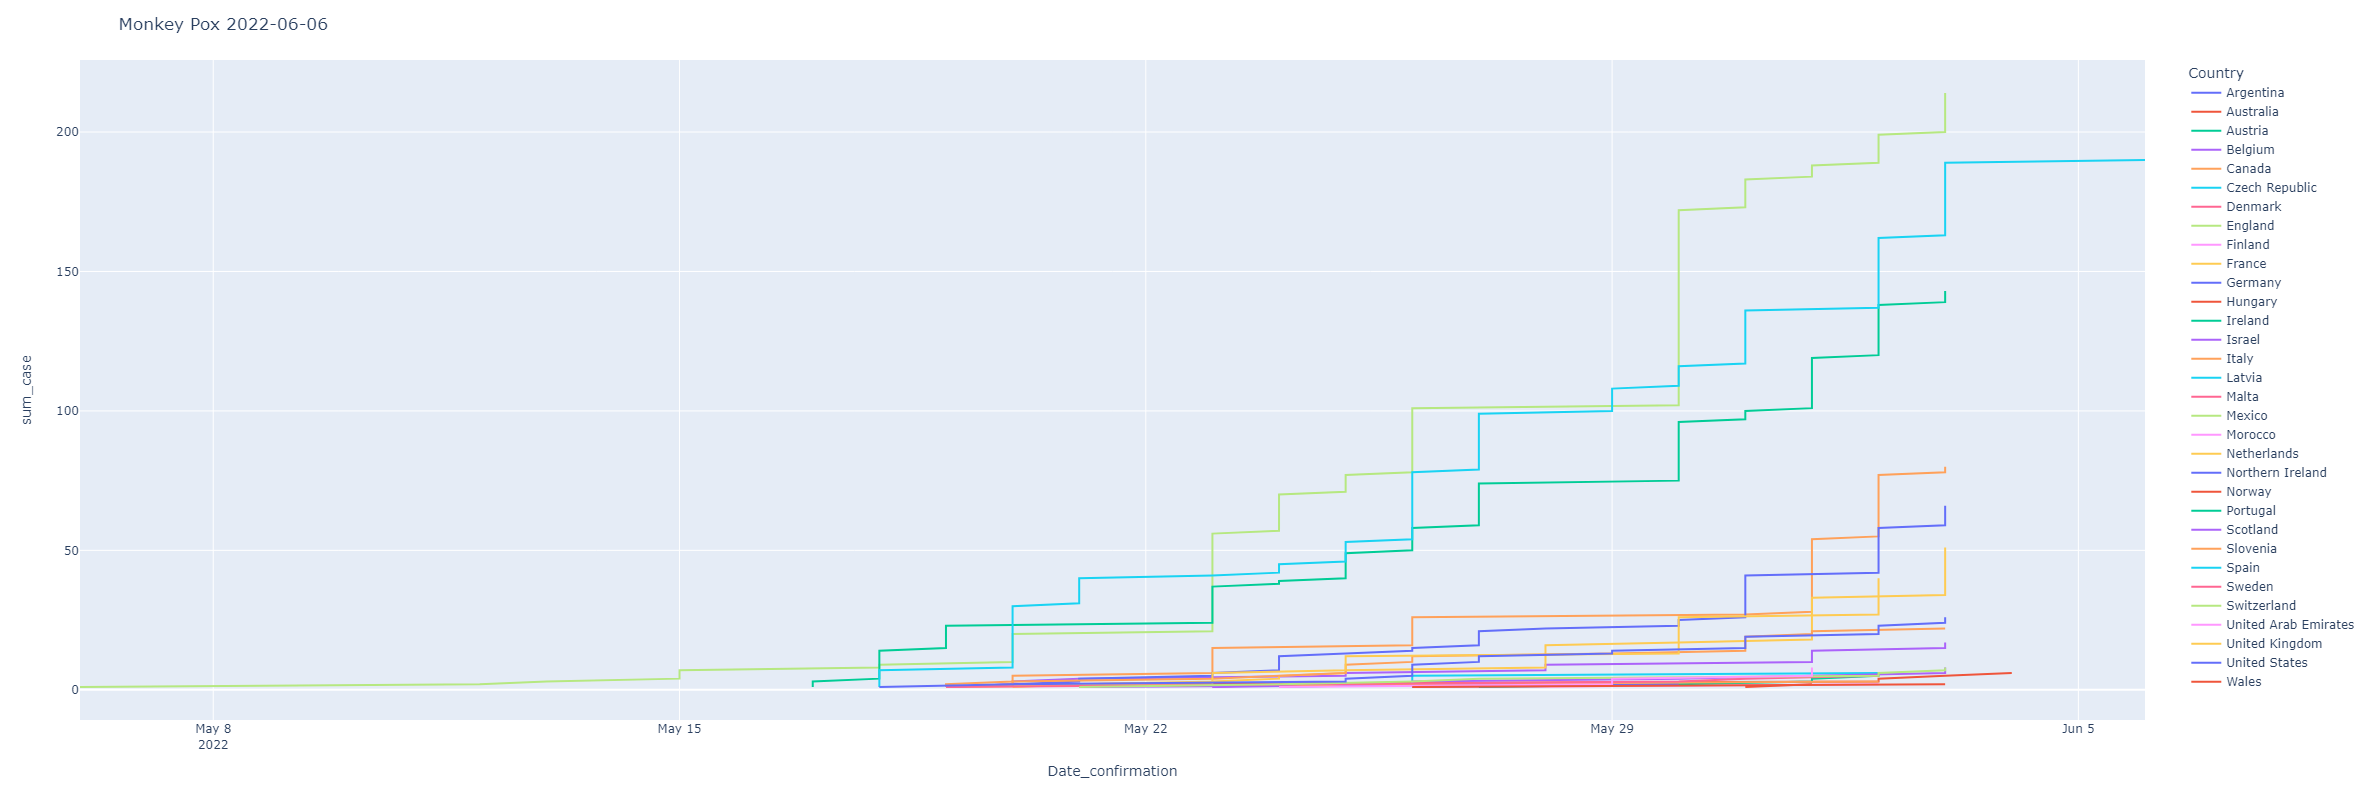 Monkey Pox 2022-06-06
sum_case
200
150
100
50
0
May 8
2022
May 15
May 22
May 29
Jun 5
Date_confirmation
Country
Argentina
Australia
Austria
Belgium
Canada
Czech Republic
Denmark
England
Finland
France
Germany
Hungary
Ireland
Israel
Italy
Latvia
Malta
Mexico
Morocco
Netherlands
Northern Ireland
Norway
Portugal
Scotland
Slovenia
Spain
Sweden
Switzerland
United Arab Emirates
United Kingdom
United States
Wales